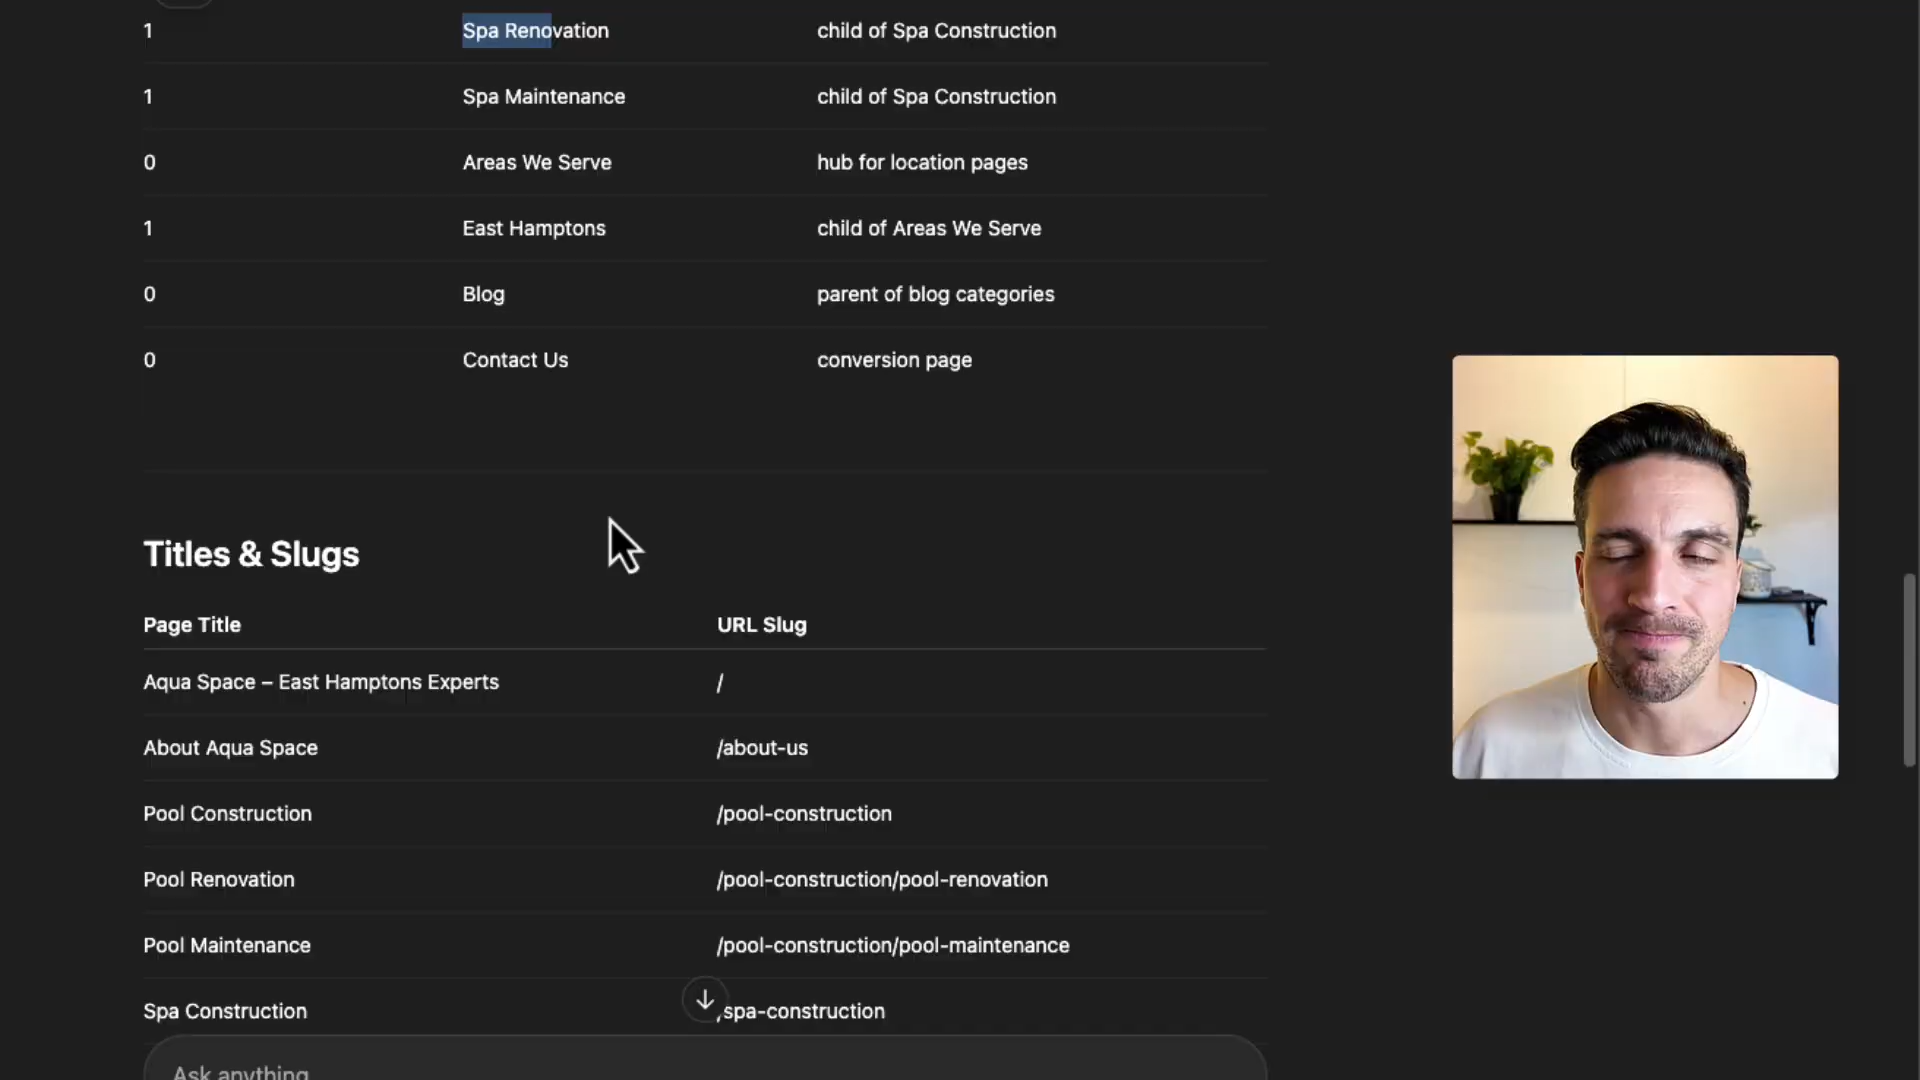 1 Spa Renovation child of Spa Construction
1 Spa Maintenance child of Spa Construction
0 Areas We Serve hub for location pages
1 East Hamptons child of Areas We Serve
0 Blog parent of blog categories
0 Contact Us conversion page
Titles & Slugs
Page Title URL Slug
Aqua Space – East Hamptons Experts /
About Aqua Space /about-us
Pool Construction /pool-construction
Pool Renovation /pool-construction/pool-renovation
Pool Maintenance /pool-construction/pool-maintenance
Spa Construction /spa-construction
Ask anything